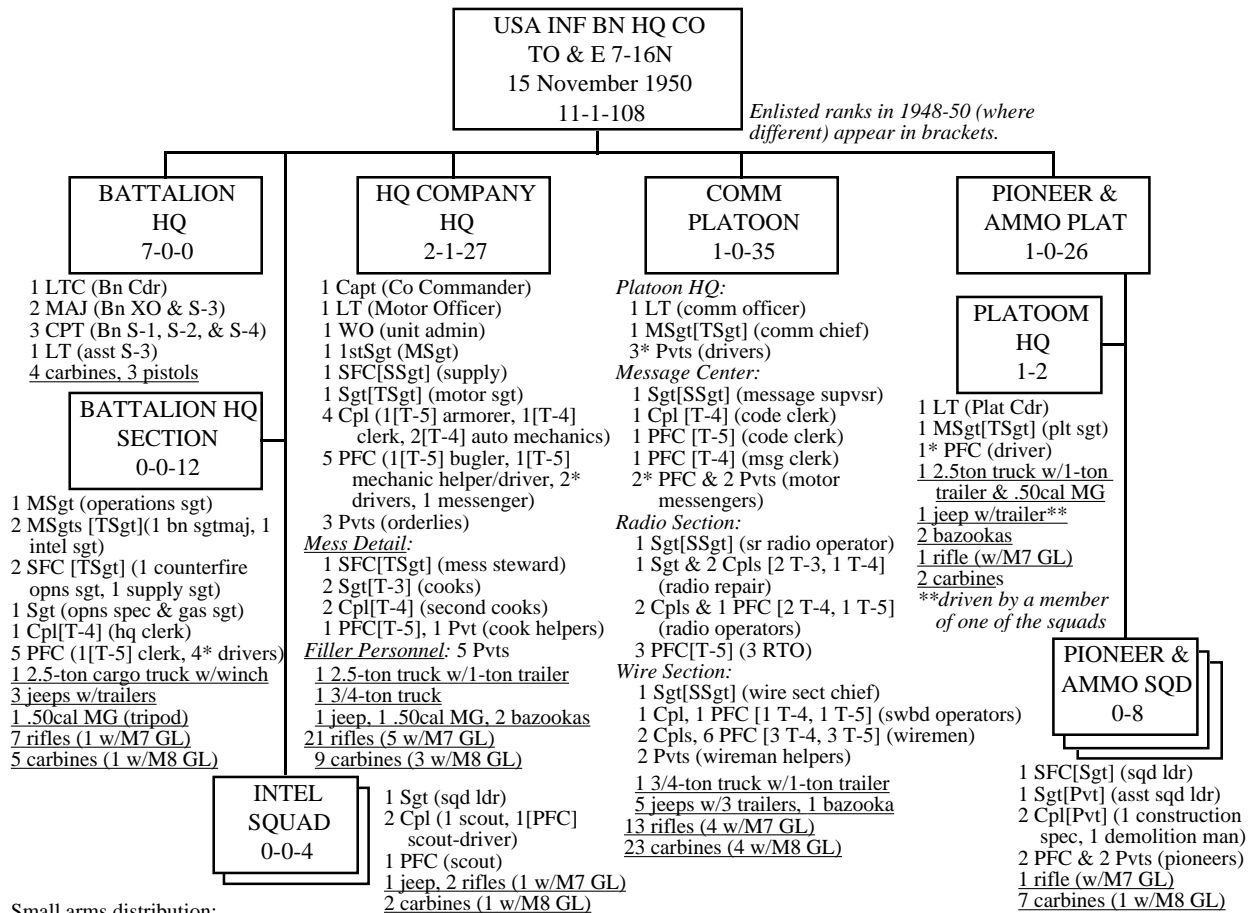 USA INF BN HQ CO
TO & E 7-16N
15 November 1950
11-1-108
Enlisted ranks in 1948-50 (where
different) appear in brackets.
BATTALION
HQ
7-0-0
1 LTC (Bn Cdr)
2 MAJ (Bn XO & S-3)
3 CPT (Bn S-1, S-2, & S-4)
1 LT (asst S-3)
4 carbines, 3 pistols
BATTALION HQ
SECTION
0-0-12
1 MSgt (operations sgt)
2 MSgts [TSgt](1 bn sgtmaj, 1
intel sgt)
2 SFC [TSgt] (1 counterfire
opns sgt, 1 supply sgt)
1 Sgt (opns spec & gas sgt)
1 Cpl[T-4] (hq clerk)
5 PFC (1[T-5] clerk, 4* drivers)
1 2.5-ton cargo truck w/winch
3 jeeps w/trailers
1 .50cal MG (tripod)
7 rifles (1 w/M7 GL)
5 carbines (1 w/M8 GL)
INTEL
SQUAD
0-0-4
1 Sgt (sqd ldr)
2 Cpl (1 scout, 1[PFC]
scout-driver)
1 PFC (scout)
1 jeep, 2 rifles (1 w/M7 GL)
2 carbines (1 w/M8 GL)
HQ COMPANY
HQ
2-1-27
1 Capt (Co Commander)
1 LT (Motor Officer)
1 WO (unit admin)
1 1stSgt (MSgt)
1 SFC[SSgt] (supply)
1 Sgt[TSgt] (motor sgt)
4 Cpl (1[T-5] armorer, 1[T-4]
clerk, 2[T-4] auto mechanics)
5 PFC (1[T-5] bugler, 1[T-5]
mechanic helper/driver, 2*
drivers, 1 messenger)
3 Pvts (orderlies)
Mess Detail:
1 SFC[TSgt] (mess steward)
2 Sgt[T-3] (cooks)
2 Cpl[T-4] (second cooks)
1 PFC[T-5], 1 Pvt (cook helpers)
Filler Personnel: 5 Pvts
1 2.5-ton truck w/1-ton trailer
1 3/4-ton truck
1 jeep, 1 .50cal MG, 2 bazookas
21 rifles (5 w/M7 GL)
9 carbines (3 w/M8 GL)
COMM
PLATOON
1-0-35
Platoon HQ:
1 LT (comm officer)
1 MSgt[TSgt] (comm chief)
3* Pvts (drivers)
Message Center:
1 Sgt[SSgt] (message supvsr)
1 Cpl [T-4] (code clerk)
1 PFC [T-5] (code clerk)
1 PFC [T-4] (msg clerk)
2* PFC & 2 Pvts (motor
messengers)
Radio Section:
1 Sgt[SSgt] (sr radio operator)
1 Sgt & 2 Cpls [2 T-3, 1 T-4]
(radio repair)
2 Cpls & 1 PFC [2 T-4, 1 T-5]
(radio operators)
3 PFC[T-5] (3 RTO)
Wire Section:
1 Sgt[SSgt] (wire sect chief)
1 Cpl, 1 PFC [1 T-4, 1 T-5] (swbd operators)
2 Cpls, 6 PFC [3 T-4, 3 T-5] (wiremen)
2 Pvts (wireman helpers)
1 3/4-ton truck w/1-ton trailer
5 jeeps w/3 trailers, 1 bazooka
13 rifles (4 w/M7 GL)
23 carbines (4 w/M8 GL)
PIONEER &
AMMO PLAT
1-0-26
PLATOOM
HQ
1-2
1 LT (Plat Cdr)
1 MSgt[TSgt] (plt sgt)
1* PFC (driver)
1 2.5ton truck w/1-ton
trailer & .50cal MG
1 jeep w/trailer**
2 bazookas
1 rifle (w/M7 GL)
2 carbines
**driven by a member
of one of the squads
PIONEER &
AMMO SQD
0-8
1 SFC[Sgt] (sqd ldr)
1 Sgt[Pvt] (asst sqd ldr)
2 Cpl[Pvt] (1 construction
spec, 1 demolition man)
2 PFC & 2 Pvts (pioneers)
1 rifle (w/M7 GL)
7 carbines (1 w/M8 GL)
Small arms distribution: